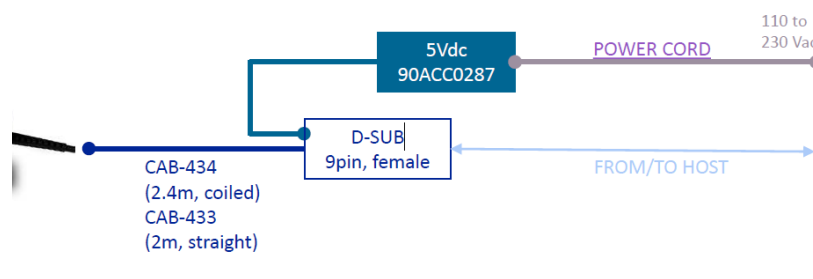 110 to
230 Vac
5Vdc
90ACC0287
POWER CORD
D-SUB
9pin, female
FROM/TO HOST
CAB-434
(2.4m, coiled)
CAB-433
(2m, straight)